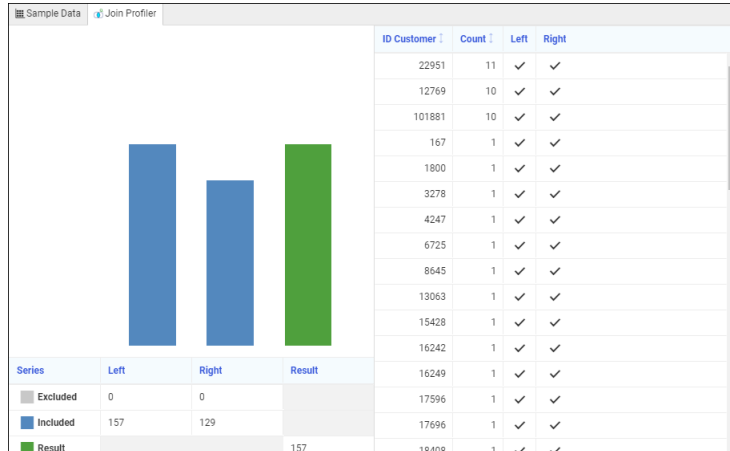 Sample Data
Join Profiler
ID Customer Count Left Right
22951 11 ✓ ✓
12769 10 ✓ ✓
101881 10 ✓ ✓
167 1 ✓ ✓
1800 1 ✓ ✓
3278 1 ✓ ✓
4247 1 ✓ ✓
6725 1 ✓ ✓
8645 1 ✓ ✓
13063 1 ✓ ✓
15428 1 ✓ ✓
16242 1 ✓ ✓
16249 1 ✓ ✓
17596 1 ✓ ✓
17696 1 ✓ ✓
18408 1 ✓ ✓
Series Left Right Result
Excluded 0 0
Included 157 129
Result 157